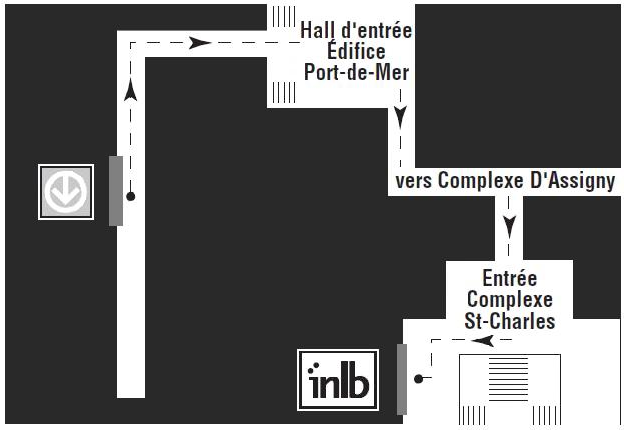 Hall d'entrée
Édifice
Port-de-Mer
vers Complexe D'Assigny
Entrée
Complexe
St-Charles
inlb